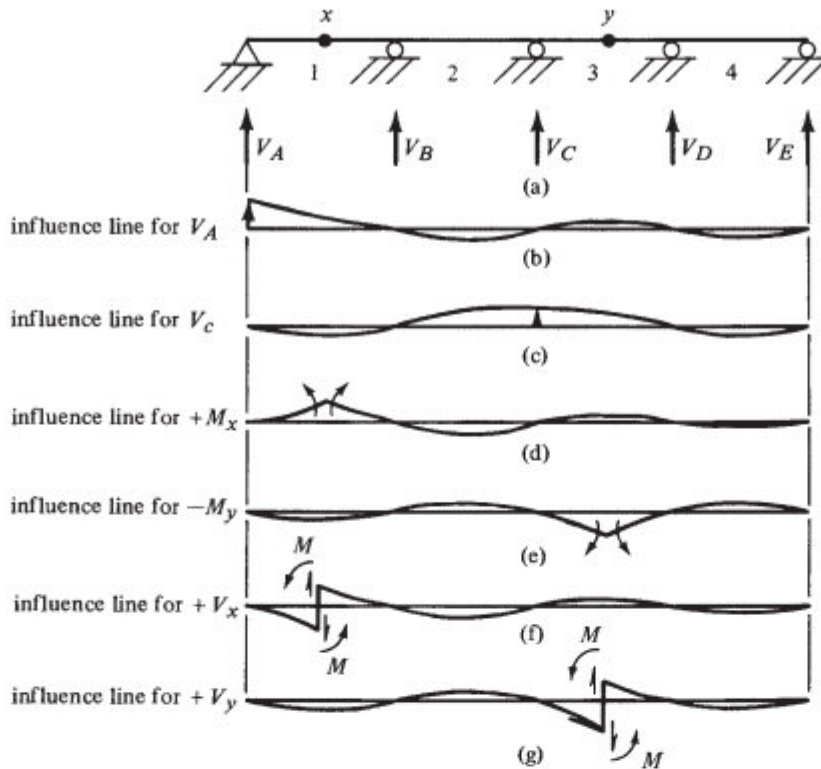 x y
1 2 3 4
V_A V_B V_C V_D V_E
(a)
influence line for V_A
(b)
influence line for V_c
(c)
influence line for +M_x
(d)
influence line for −M_y
(e)
M
influence line for + V_x
(f)
M
M
influence line for + V_y
M
(g)